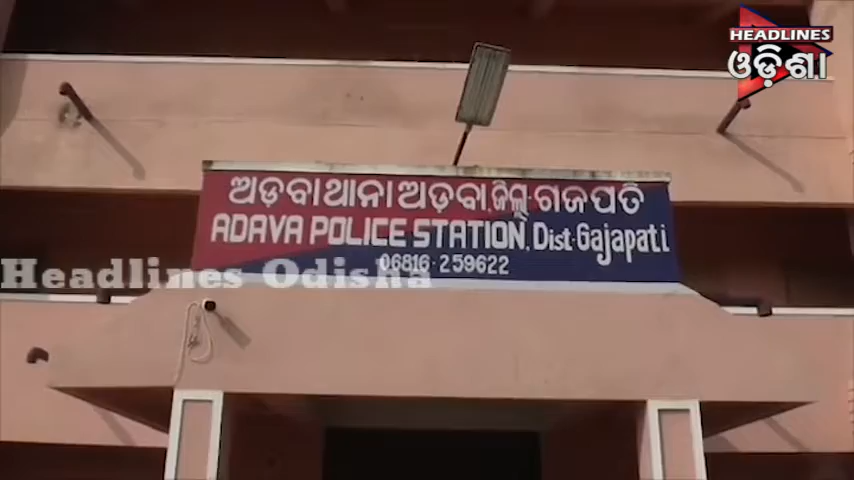 HEADLINES
ଓଡ଼ିଶା
ଅଡ଼ବା ଥାନା ଅଡ଼ବା, ଜିଲ୍ଲା-ଗଜପତି
ADAVA POLICE STATION, Dist-Gajapati
06816-259622
Headlines Odisha